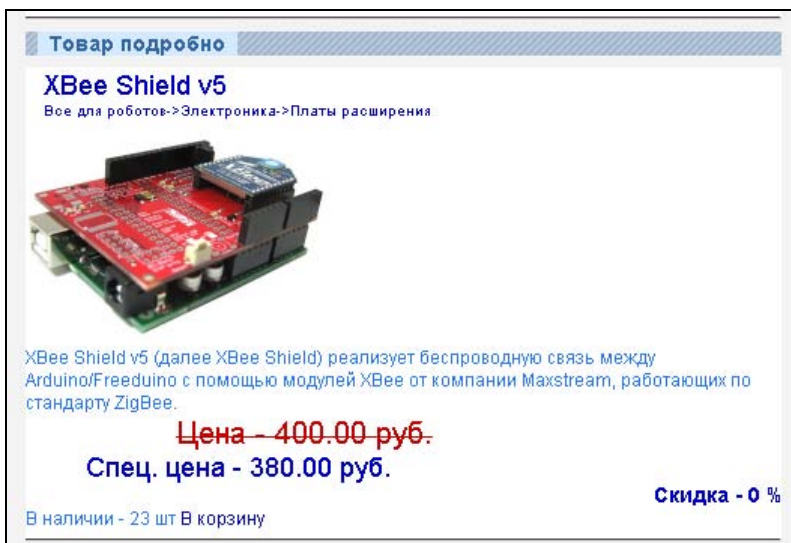 Товар подробно
XBee Shield v5
Все для роботов->Электроника->Платы расширения
XBee Shield v5 (далее XBee Shield) реализует беспроводную связь между
Arduino/Freeduino с помощью модулей XBee от компании Maxstream, работающих по
стандарту ZigBee.
Цена - 400.00 руб.
Спец. цена - 380.00 руб.
Скидка - 0 %
В наличии - 23 шт В корзину